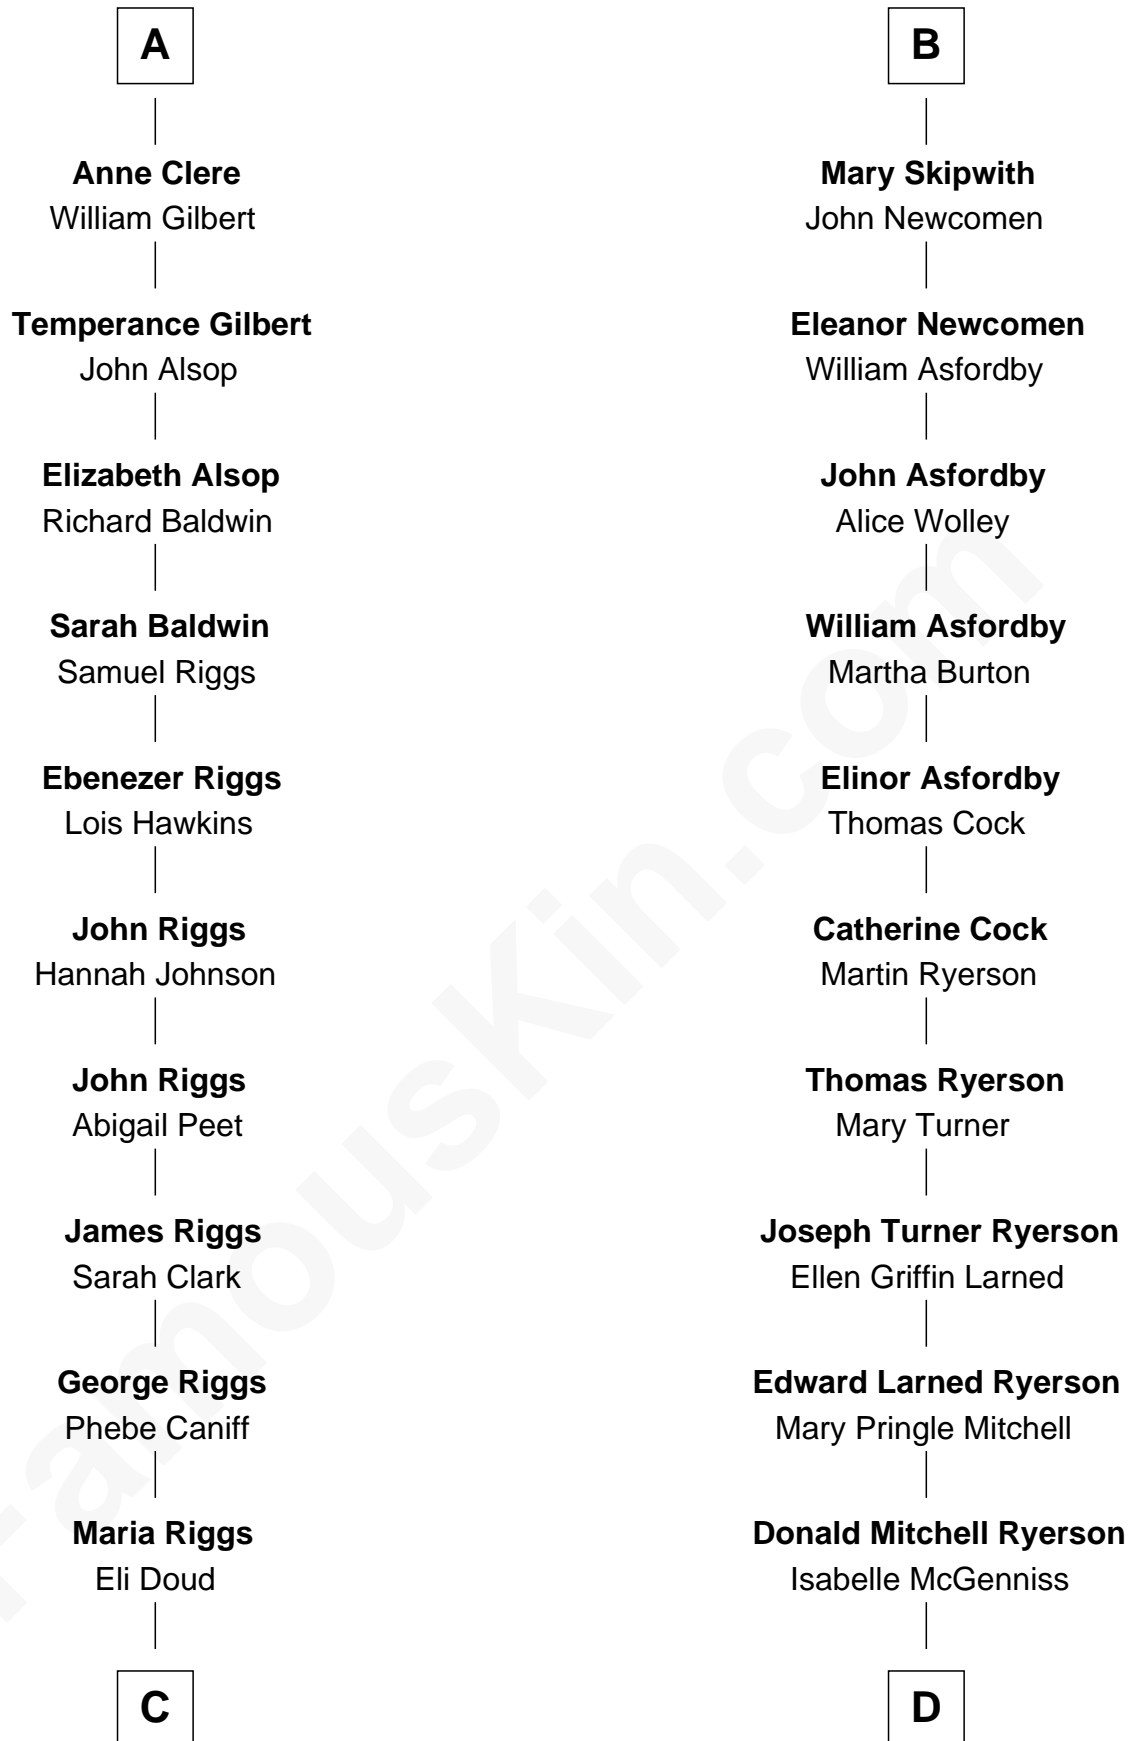 A
Anne Clere
William Gilbert
Temperance Gilbert
John Alsop
Elizabeth Alsop
Richard Baldwin
Sarah Baldwin
Samuel Riggs
Ebenezer Riggs
Lois Hawkins
John Riggs
Hannah Johnson
John Riggs
Abigail Peet
James Riggs
Sarah Clark
George Riggs
Phebe Caniff
Maria Riggs
Eli Doud
C
B
Mary Skipwith
John Newcomen
Eleanor Newcomen
William Asfordby
John Asfordby
Alice Wolley
William Asfordby
Martha Burton
Elinor Asfordby
Thomas Cock
Catherine Cock
Martin Ryerson
Thomas Ryerson
Mary Turner
Joseph Turner Ryerson
Ellen Griffin Larned
Edward Larned Ryerson
Mary Pringle Mitchell
Donald Mitchell Ryerson
Isabelle McGenniss
D
FamousKin.com